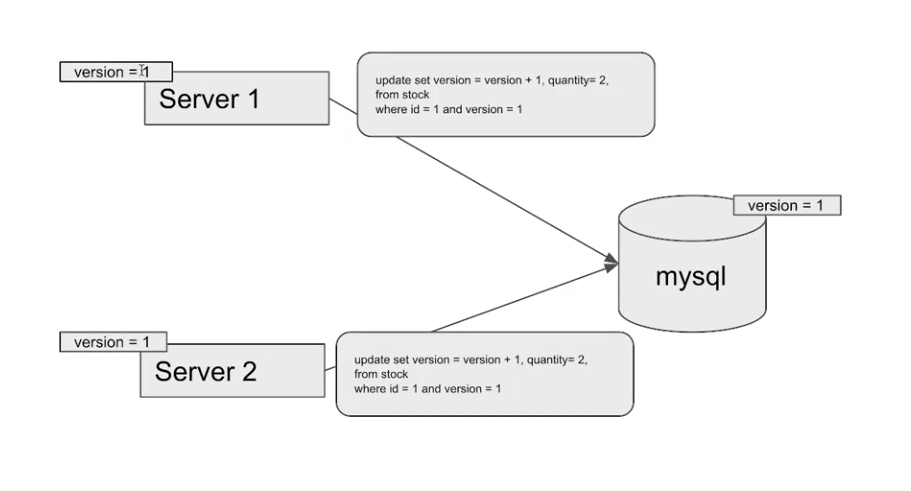 version = 1
Server 1
update set version = version + 1, quantity= 2,
from stock
where id = 1 and version = 1
version = 1
mysql
version = 1
Server 2
update set version = version + 1, quantity= 2,
from stock
where id = 1 and version = 1